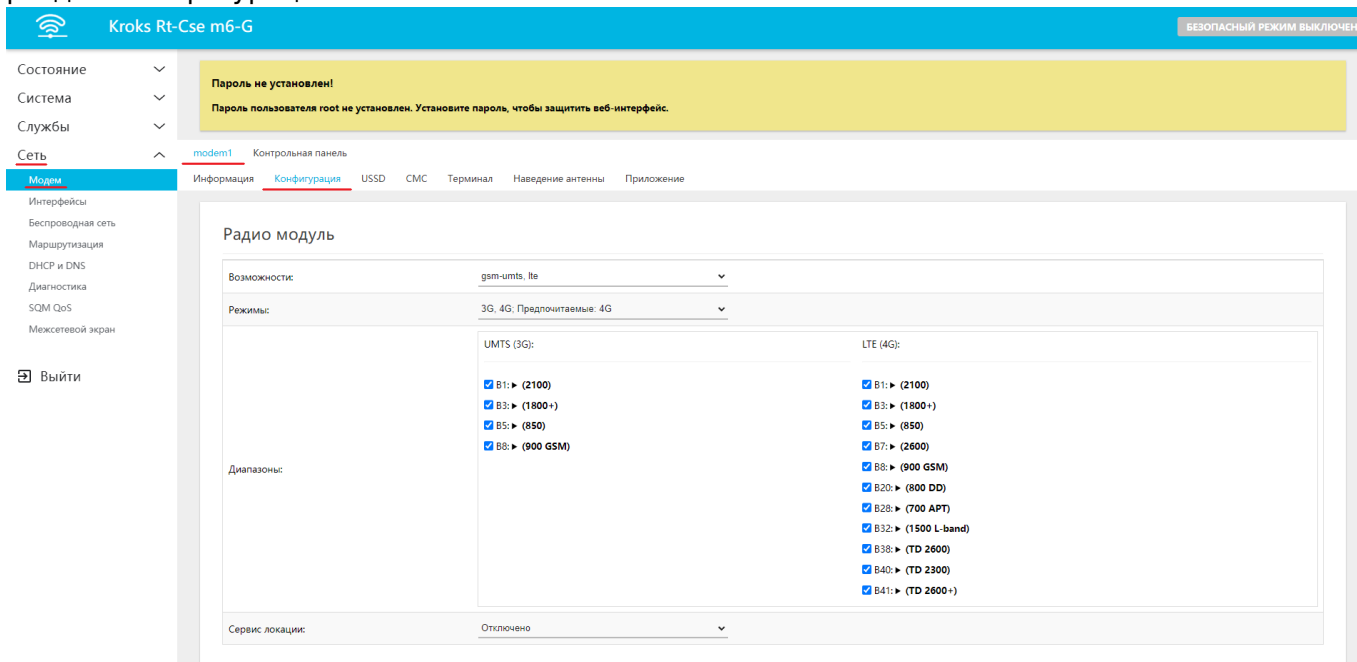 Kroks Rt-Cse m6-G
БЕЗОПАСНЫЙ РЕЖИМ ВЫКЛЮЧЕН
Состояние
Система
Службы
Сеть
Модем
Интерфейсы
Беспроводная сеть
Маршрутизация
DHCP и DNS
Диагностика
SQM QoS
Межсетевой экран
Выйти
Пароль не установлен!
Пароль пользователя root не установлен. Установите пароль, чтобы защитить веб-интерфейс.
modem1 Контрольная панель
Информация Конфигурация USSD СМС Терминал Наведение антенны Приложение
Радио модуль
Возможности: gsm-umts, lte
Режимы: 3G, 4G; Предпочитаемые: 4G
Диапазоны:
UMTS (3G):
B1: ▸ (2100)
B3: ▸ (1800+)
B5: ▸ (850)
B8: ▸ (900 GSM)
LTE (4G):
B1: ▸ (2100)
B3: ▸ (1800+)
B5: ▸ (850)
B7: ▸ (2600)
B8: ▸ (900 GSM)
B20: ▸ (800 DD)
B28: ▸ (700 APT)
B32: ▸ (1500 L-band)
B38: ▸ (TD 2600)
B40: ▸ (TD 2300)
B41: ▸ (TD 2600+)
Сервис локации: Отключено